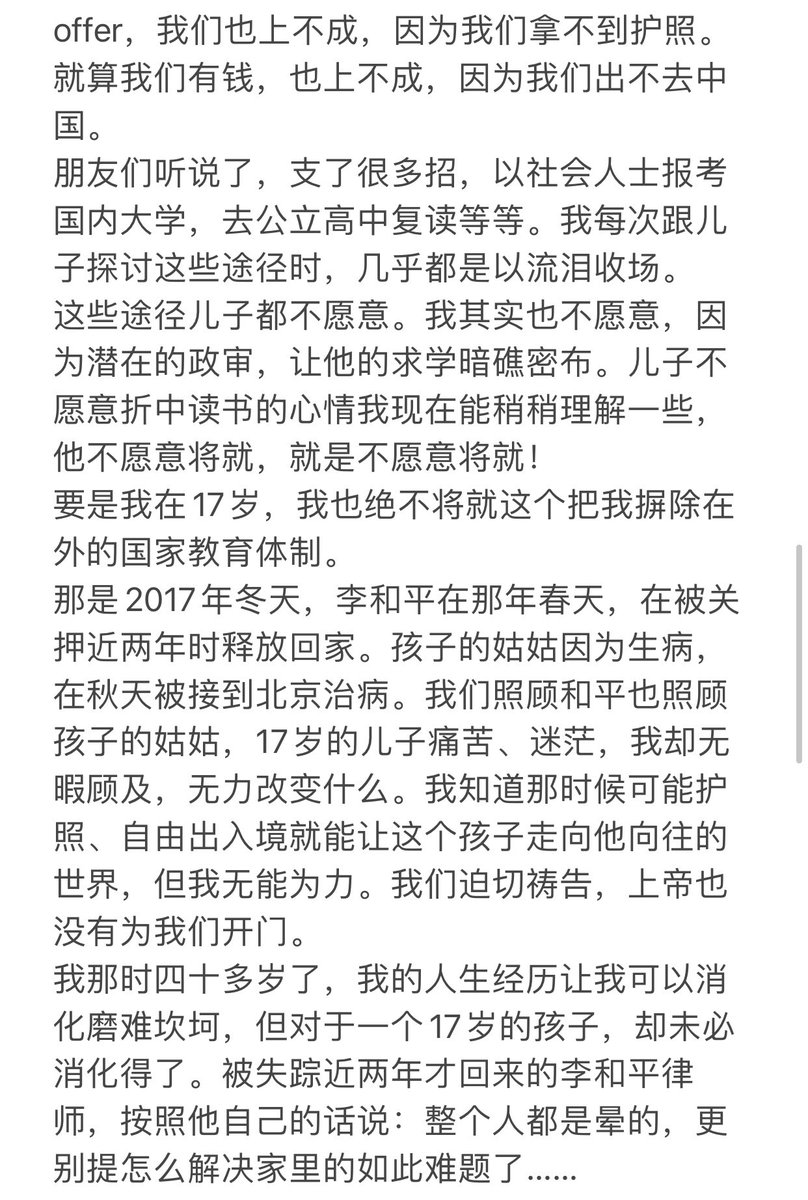 offer，我们也上不成，因为我们拿不到护照。
就算我们有钱，也上不成，因为我们出不去中
国。
朋友们听说了，支了很多招，以社会人士报考
国内大学，去公立高中复读等等。我每次跟儿
子探讨这些途径时，几乎都是以流泪收场。
这些途径儿子都不愿意。我其实也不愿意，因
为潜在的政审，让他的求学暗礁密布。儿子不
愿意折中读书的心情我现在能稍稍理解一些，
他不愿意将就，就是不愿意将就！
要是我在17岁，我也绝不将就这个把我摒除在
外的国家教育体制。
那是2017年冬天，李和平在那年春天，在被关
押近两年时释放回家。孩子的姑姑因为生病，
在秋天被接到北京治病。我们照顾和平也照顾
孩子的姑姑，17岁的儿子痛苦、迷茫，我却无
暇顾及，无力改变什么。我知道那时候可能护
照、自由出入境就能让这个孩子走向他向往的
世界，但我无能为力。我们迫切祷告，上帝也
没有为我们开门。
我那时四十多岁了，我的人生经历让我可以消
化磨难坎坷，但对于一个17岁的孩子，却未必
消化得了。被失踪近两年才回来的李和平律
师，按照他自己的话说：整个人都是晕的，更
别提怎么解决家里的如此难题了……